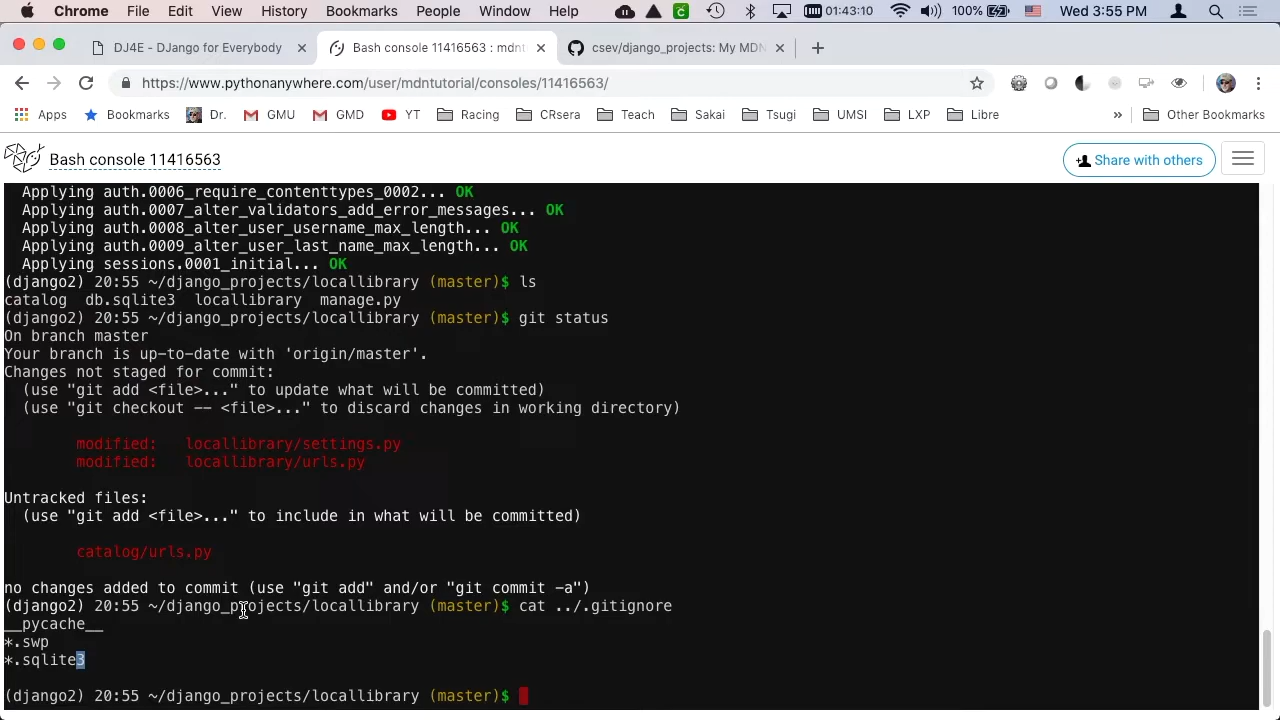 Chrome File Edit View History Bookmarks People Window Help 01:43:10 100% Wed 3:55 PM
DJ4E - DJango for Everybody Bash console 11416563 : mdnt csev/django_projects: My MDN
https://www.pythonanywhere.com/user/mdntutorial/consoles/11416563/
Apps Bookmarks Dr. GMU GMD YT Racing CRsera Teach Sakai Tsugi UMSI LXP Libre » Other Bookmarks
Bash console 11416563 Share with others
Applying auth.0006_require_contenttypes_0002... OK
Applying auth.0007_alter_validators_add_error_messages... OK
Applying auth.0008_alter_user_username_max_length... OK
Applying auth.0009_alter_user_last_name_max_length... OK
Applying sessions.0001_initial... OK
(django2) 20:55 ~/django_projects/locallibrary (master)$ ls
catalog db.sqlite3 locallibrary manage.py
(django2) 20:55 ~/django_projects/locallibrary (master)$ git status
On branch master
Your branch is up-to-date with 'origin/master'.
Changes not staged for commit:
(use "git add <file>..." to update what will be committed)
(use "git checkout -- <file>..." to discard changes in working directory)
modified: locallibrary/settings.py
modified: locallibrary/urls.py
Untracked files:
(use "git add <file>..." to include in what will be committed)
catalog/urls.py
no changes added to commit (use "git add" and/or "git commit -a")
(django2) 20:55 ~/django_projects/locallibrary (master)$ cat ../.gitignore
__pycache__
*.swp
*.sqlite3
(django2) 20:55 ~/django_projects/locallibrary (master)$